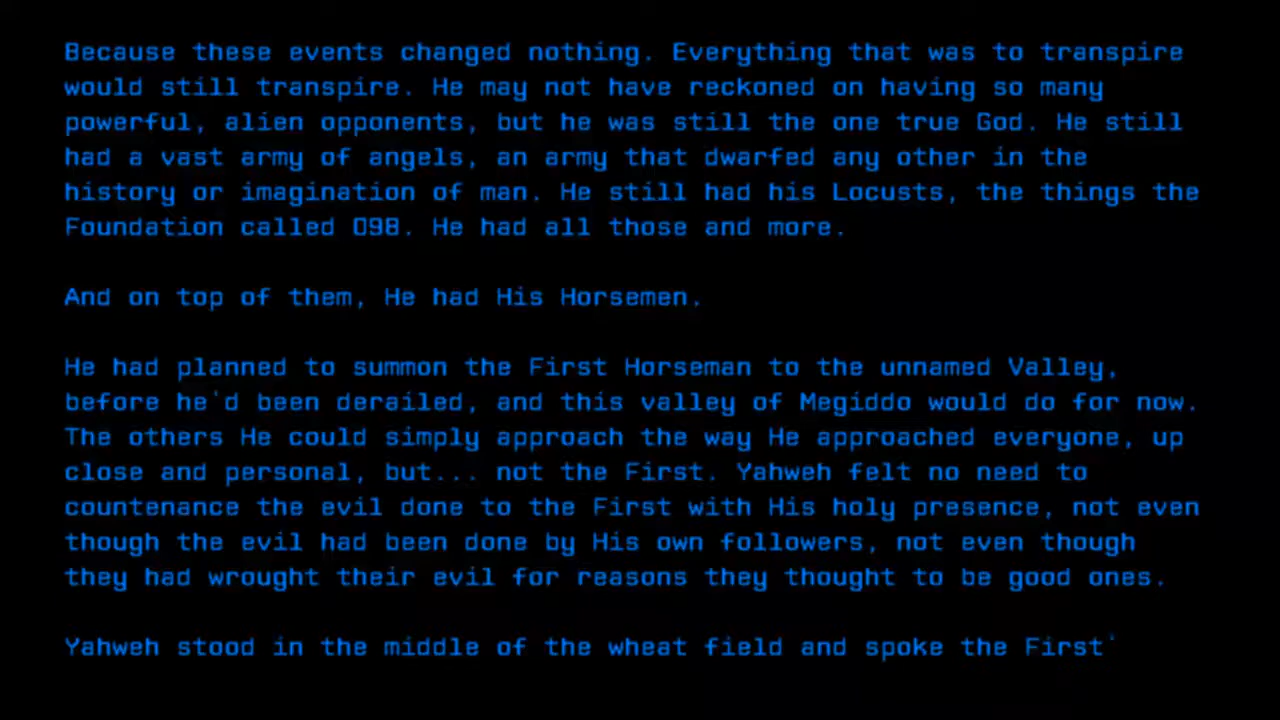 Because these events changed nothing. Everything that was to transpire
would still transpire. He may not have reckoned on having so many
powerful, alien opponents, but he was still the one true God. He still
had a vast army of angels, an army that dwarfed any other in the
history or imagination of man. He still had his Locusts, the things the
Foundation called 098. He had all those and more.
And on top of them, He had His Horsemen.
He had planned to summon the First Horseman to the unnamed Valley,
before he'd been derailed, and this valley of Megiddo would do for now.
The others He could simply approach the way He approached everyone, up
close and personal, but... not the First. Yahweh felt no need to
countenance the evil done to the First with His holy presence, not even
though the evil had been done by His own followers, not even though
they had wrought their evil for reasons they thought to be good ones.
Yahweh stood in the middle of the wheat field and spoke the First'